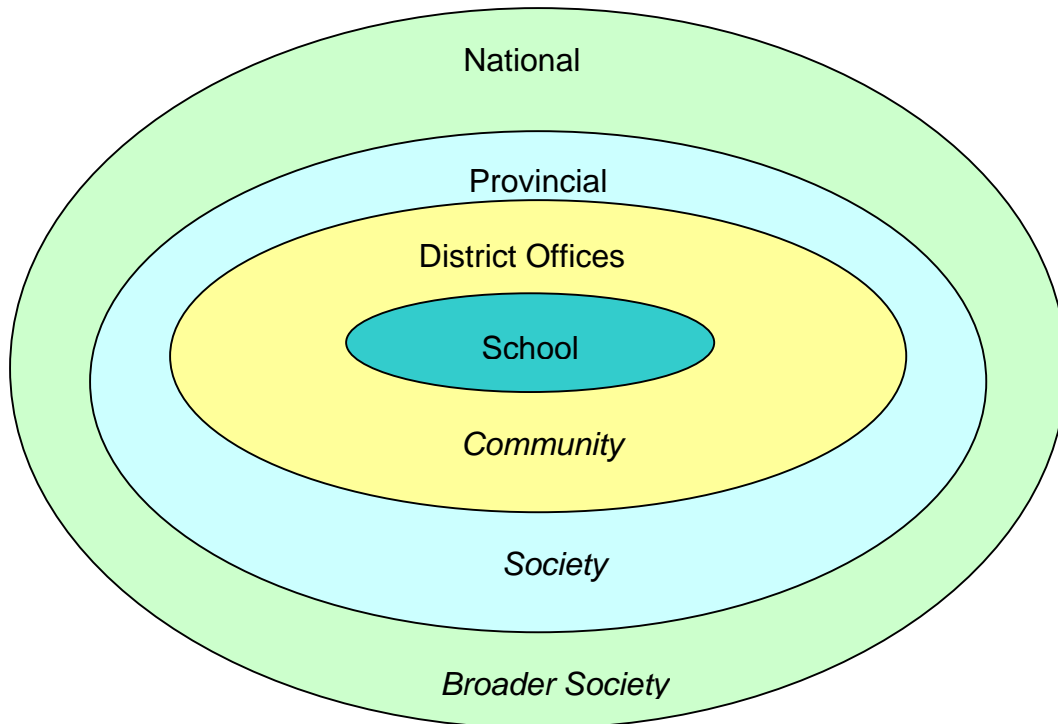 National
Provincial
District Offices
School
Community
Society
Broader Society